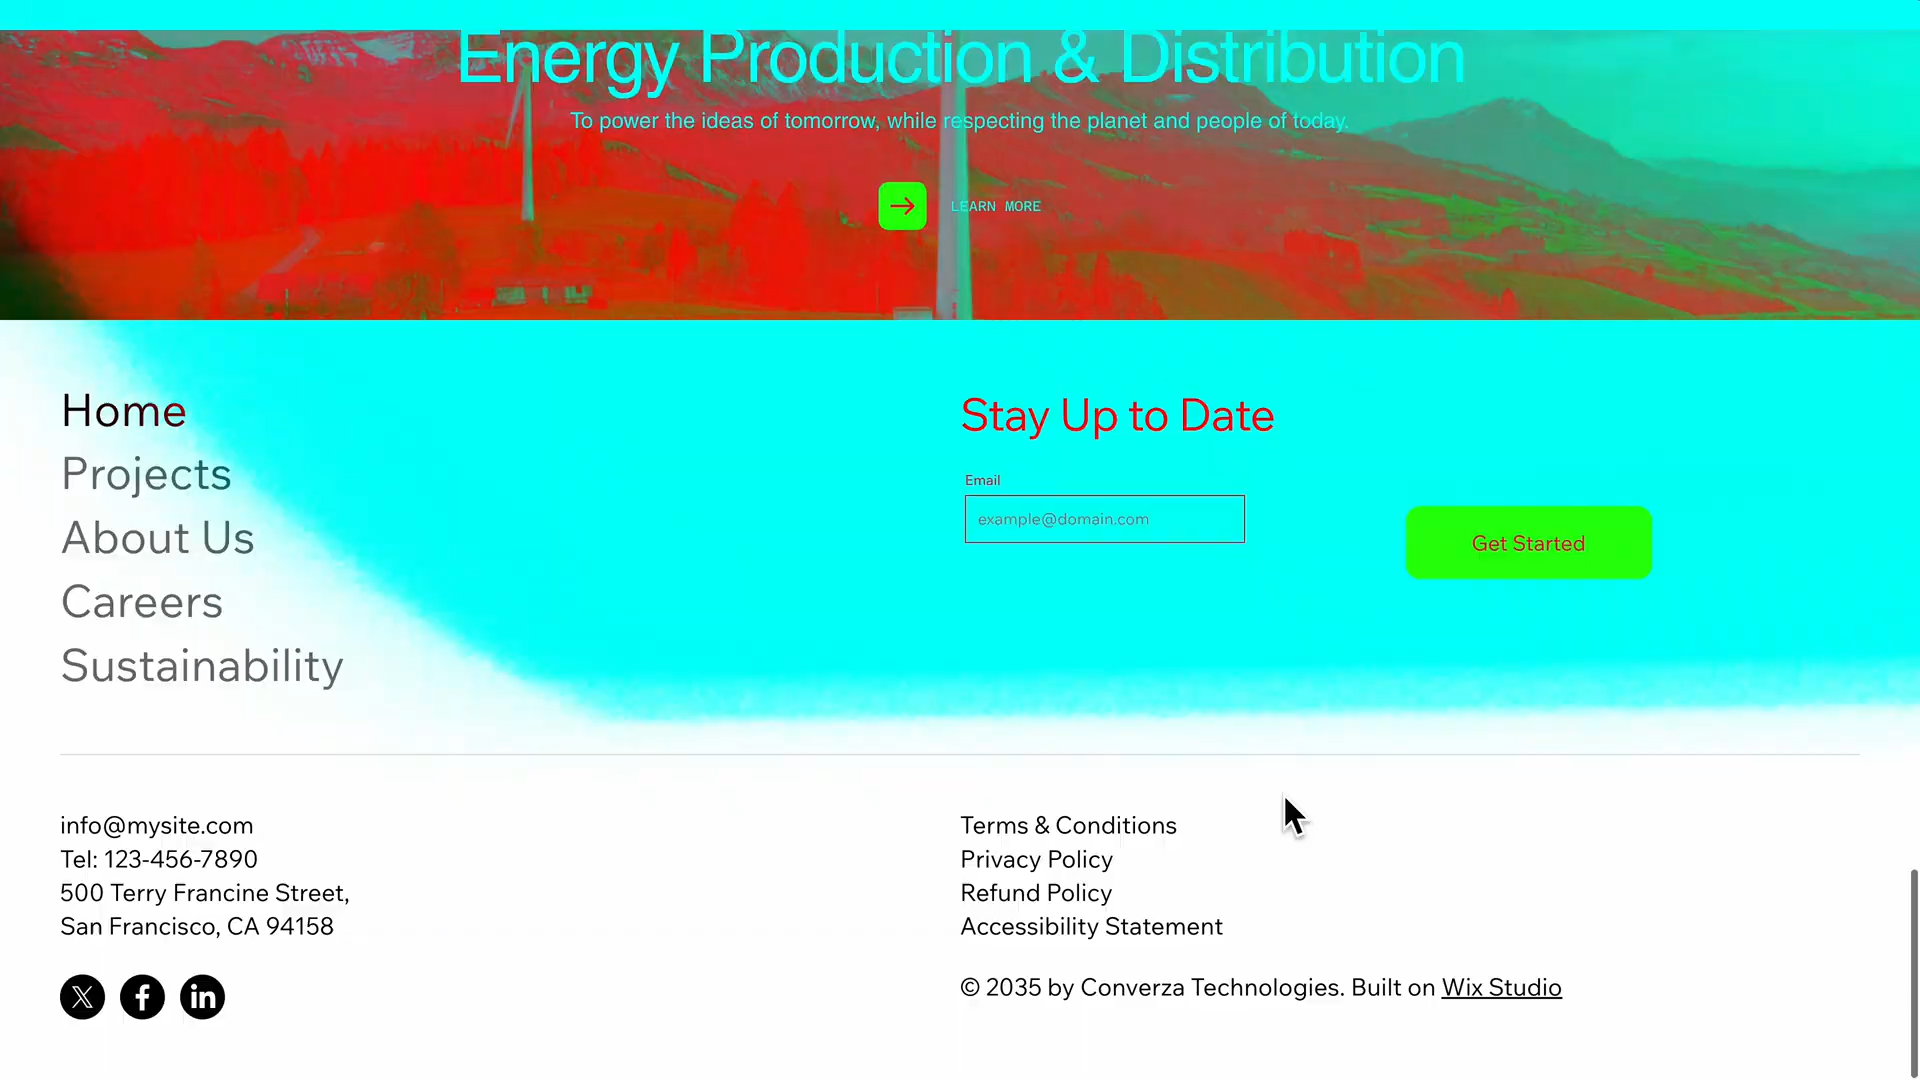 Energy Production & Distribution
To power the ideas of tomorrow, while respecting the planet and people of today.
LEARN MORE
Home
Projects
About Us
Careers
Sustainability
Stay Up to Date
Email
example@domain.com
Get Started
info@mysite.com
Tel: 123-456-7890
500 Terry Francine Street,
San Francisco, CA 94158
Terms & Conditions
Privacy Policy
Refund Policy
Accessibility Statement
© 2035 by Converza Technologies. Built on Wix Studio